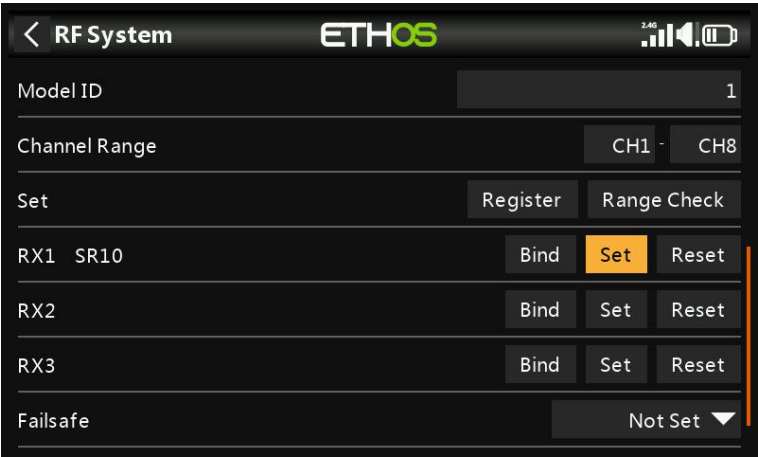 RF System ETHOS 2.4G
Model ID 1
Channel Range CH1 - CH8
Set Register Range Check
RX1 SR10 Bind Set Reset
RX2 Bind Set Reset
RX3 Bind Set Reset
Failsafe Not Set